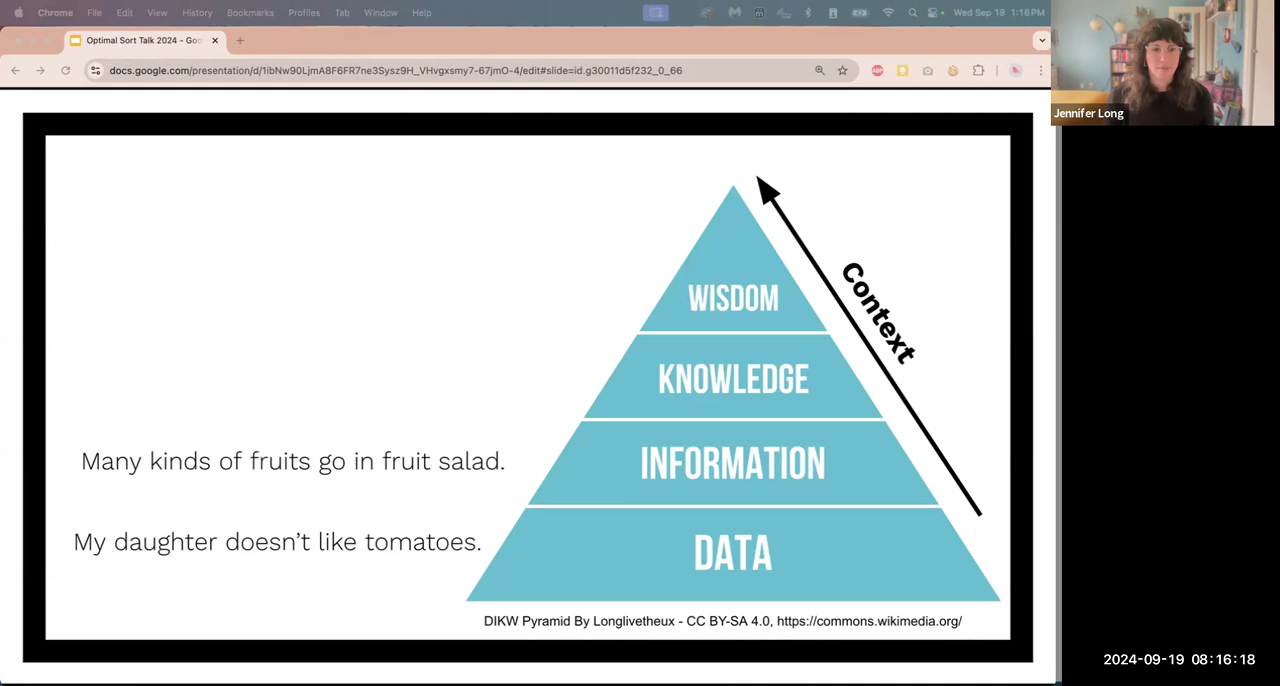 Chrome File Edit View History Bookmarks Profiles Tab Window Help Wed Sep 18 1:16PM
Optimal Sort Talk 2024 - Goo
docs.google.com/presentation/d/1ibNw90LjmA8F6FR7ne3Sysz9H_VHvgxsmy7-67jmO-4/edit#slide=id.g30011d5f232_0_66
ABP
Jennifer Long
Context
WISDOM
KNOWLEDGE
Many kinds of fruits go in fruit salad.
INFORMATION
My daughter doesn't like tomatoes.
DATA
DIKW Pyramid By Longlivetheux - CC BY-SA 4.0, https://commons.wikimedia.org/
2024-09-19 08:16:18